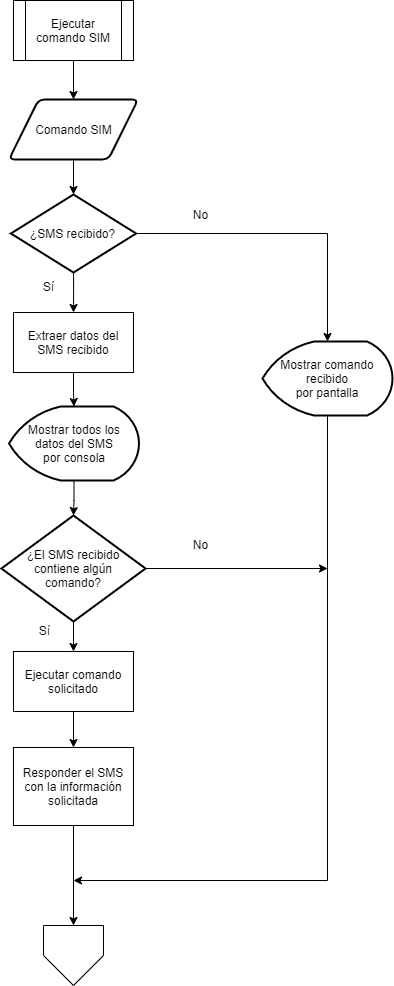 Ejecutar
comando SIM
Comando SIM
¿SMS recibido?
No
Sí
Extraer datos del
SMS recibido
Mostrar comando
recibido
por pantalla
Mostrar todos los
datos del SMS
por consola
¿El SMS recibido
contiene algún
comando?
No
Sí
Ejecutar comando
solicitado
Responder el SMS
con la información
solicitada